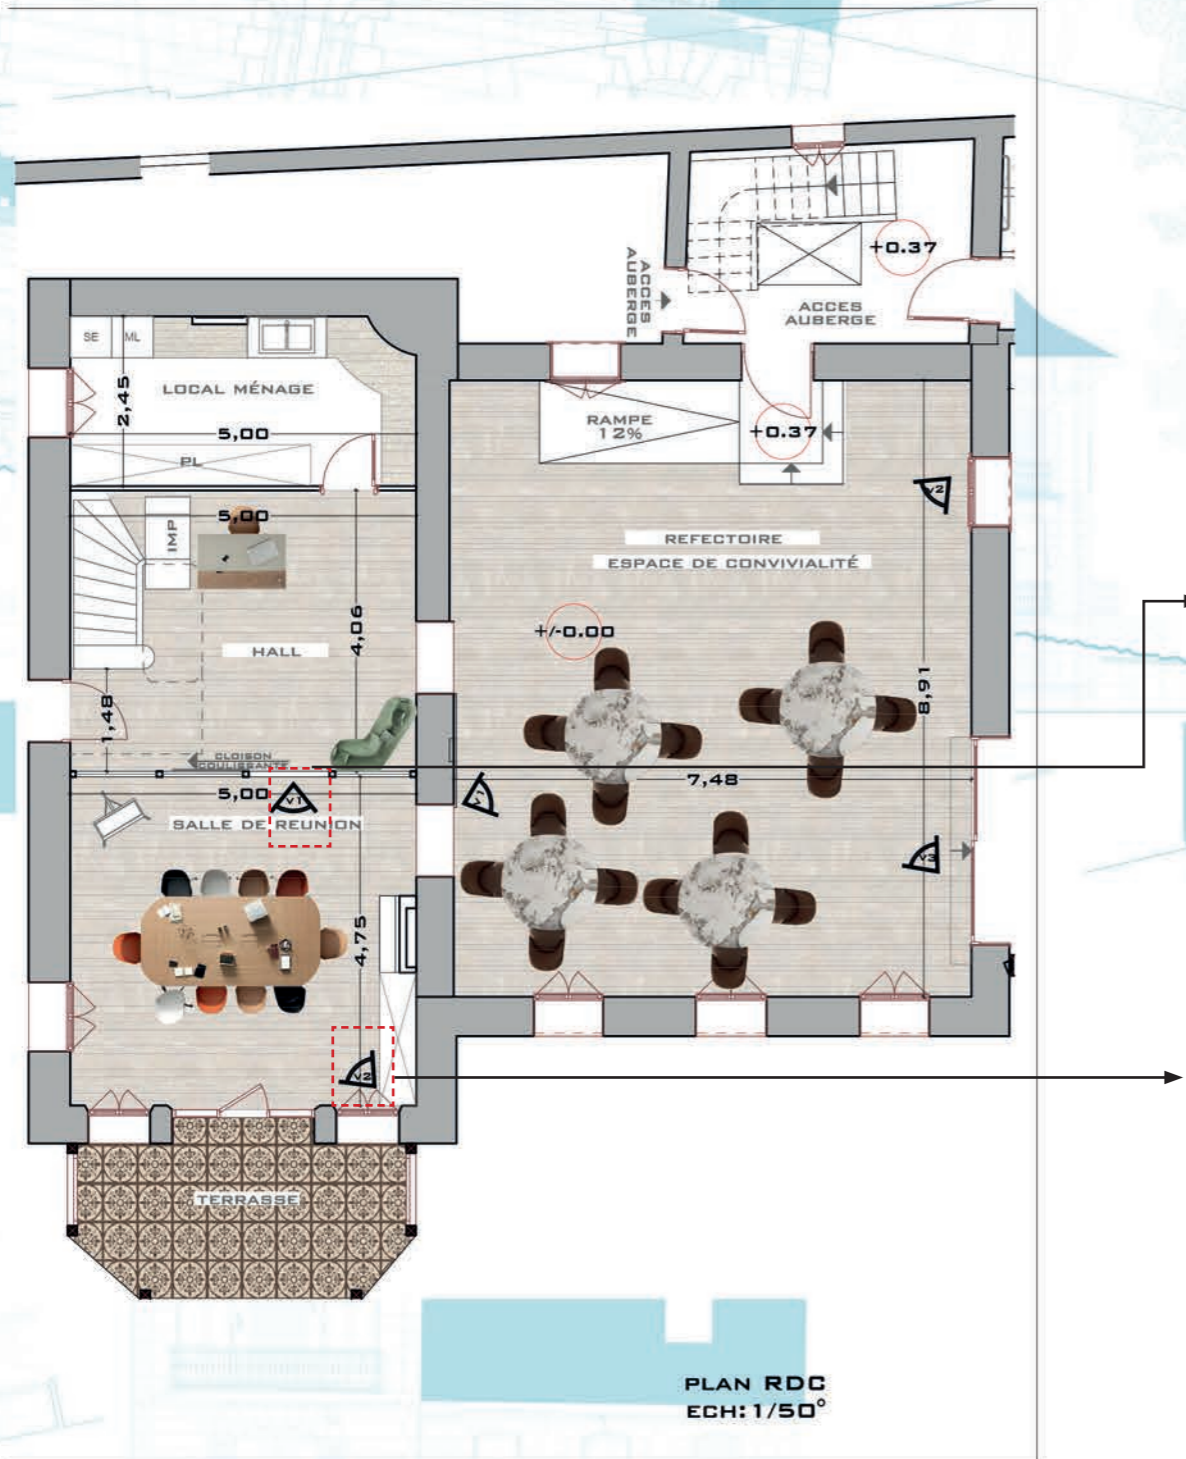 +0.37
ACCES
AUBERGE
ACCES
AUBERGE
SE
ML
LOCAL MÉNAGE
2,45
5,00
PL
RAMPE
12%
+0.37
V2
5,00
IMP
REFECTOIRE
ESPACE DE CONVIVIALITÉ
+/-0.00
4,06
HALL
8,91
1,48
CLOISON
COULISSANTE
7,48
5,00
V1
V1
SALLE DE REUNION
V3
4,75
V2
TERRASSE
PLAN RDC
ECH:1/50°